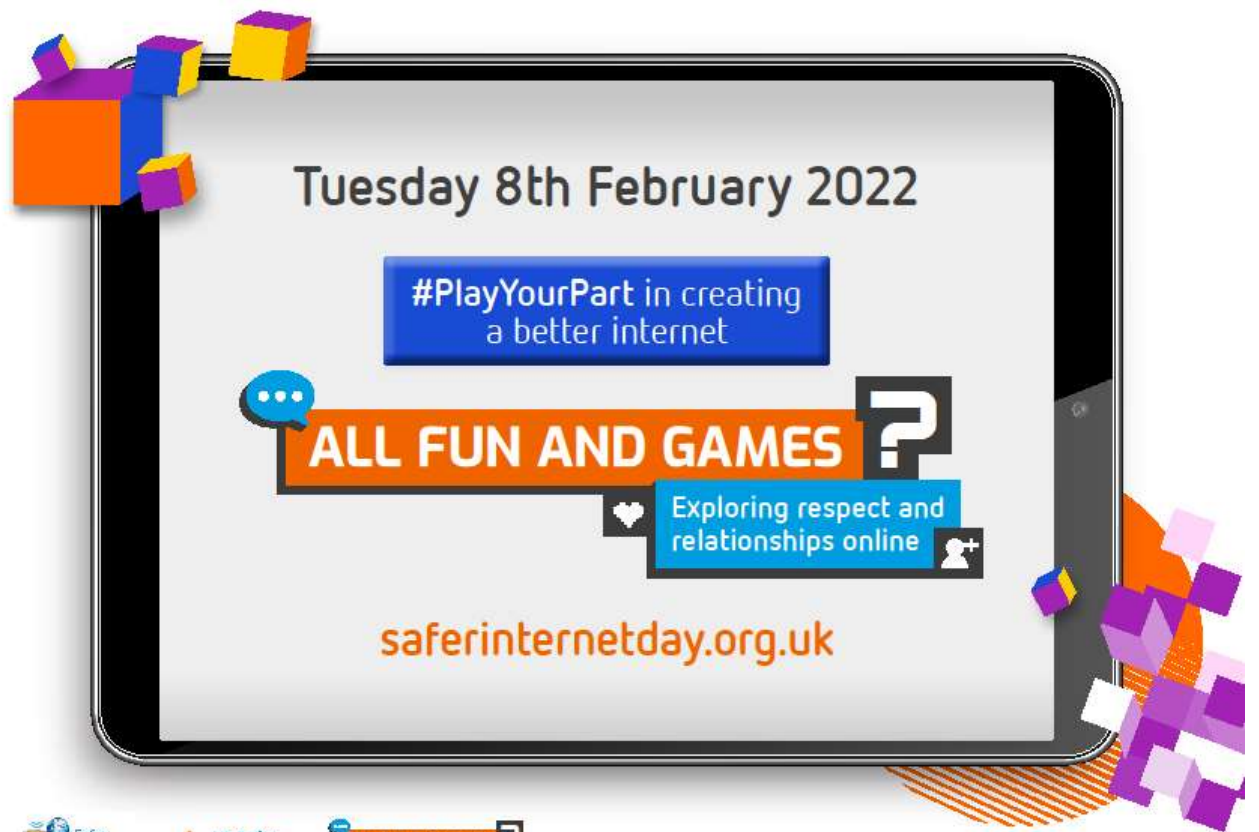 Tuesday 8th February 2022
#PlayYourPart in creating
a better internet
ALL FUN AND GAMES ?
Exploring respect and
relationships online
saferinternetday.org.uk